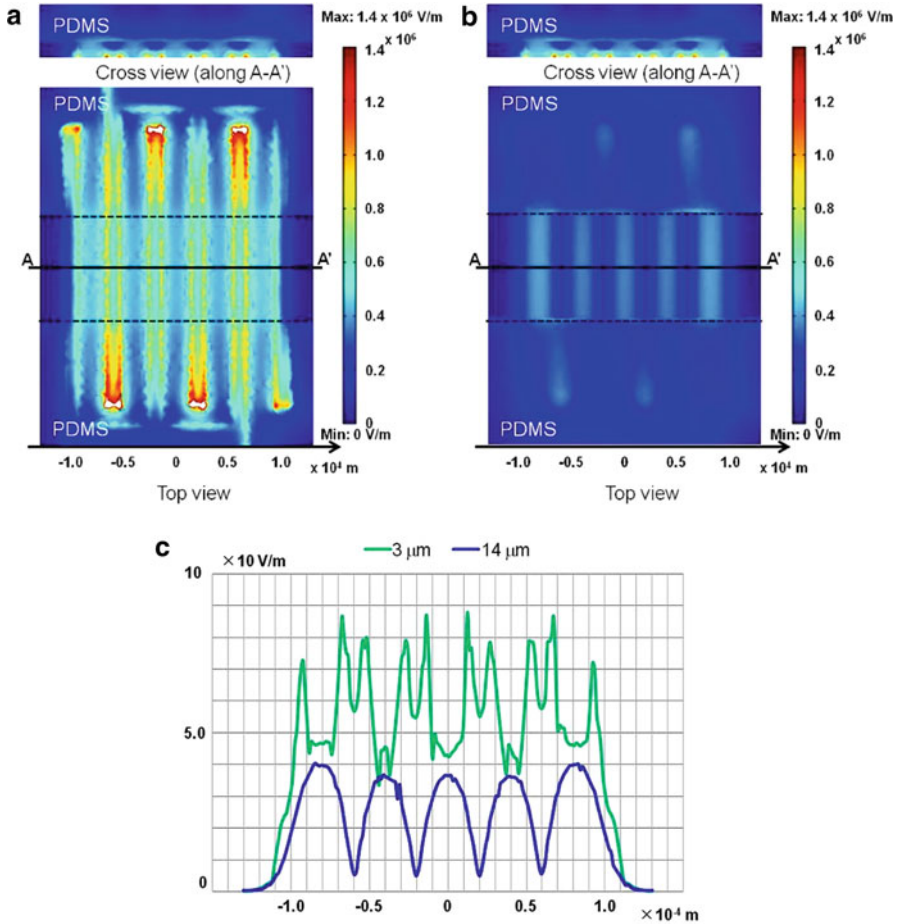 a
PDMS
Max: 1.4 x 10⁶ V/m
x 10⁶
Cross view (along A-A')
PDMS
1.4
1.2
1.0
0.8
0.6
0.4
0.2
0
A
A'
PDMS
Min: 0 V/m
-1.0 -0.5 0 0.5 1.0
x 10⁴ m
Top view
b
PDMS
Max: 1.4 x 10⁶ V/m
x 10⁶
Cross view (along A-A')
PDMS
1.4
1.2
1.0
0.8
0.6
0.4
0.2
0
A
A'
PDMS
Min: 0 V/m
-1.0 -0.5 0 0.5 1.0
x 10⁴ m
Top view
c
3 μm 14 μm
×10 V/m
10
5.0
0
-1.0 -0.5 0 0.5 1.0
×10⁻⁴ m